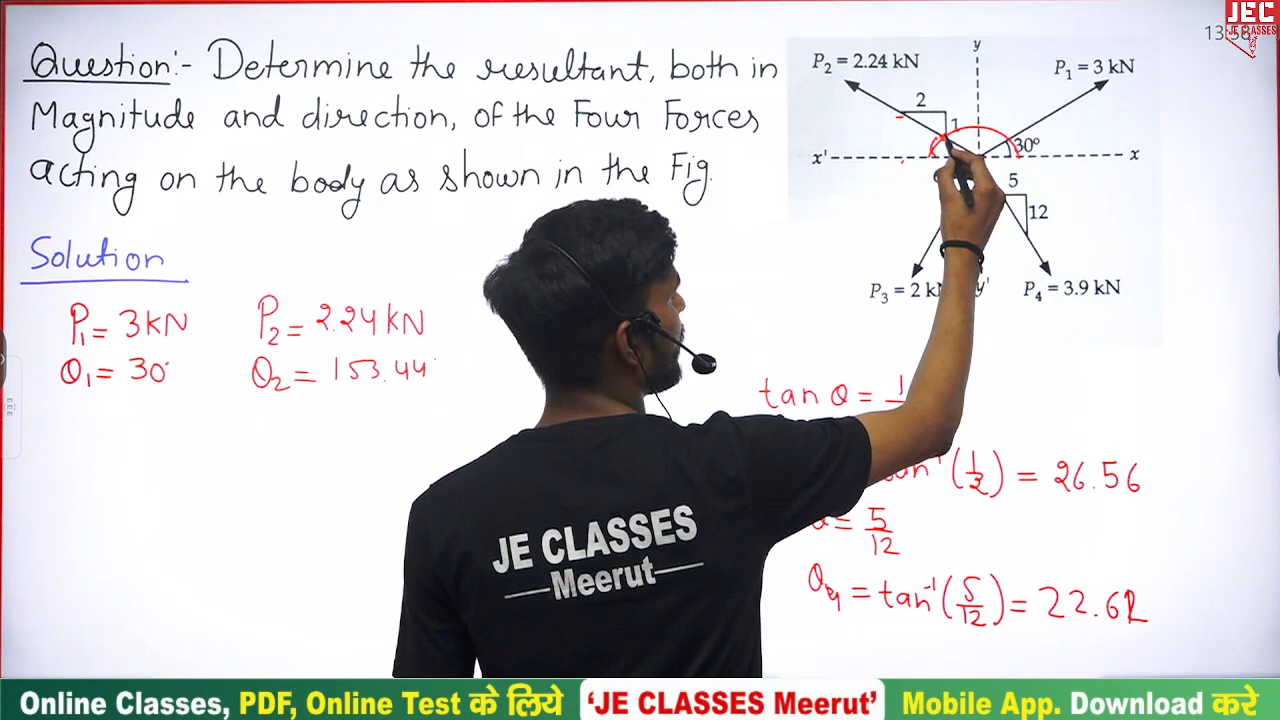 JEC
JE CLASSES
Question:- Determine the resultant, both in
Magnitude and direction, of the Four Forces
acting on the body as shown in the Fig.
Solution
P₁ = 3 kN
θ₁ = 30°
P₂ = 2.24 kN
θ₂ = 153.44°
y
P₂ = 2.24 kN
P₁ = 3 kN
2
1
30°
x'
x
5
12
P₃ = 2 k
y'
P₄ = 3.9 kN
tan θ = 1
(1/2) = 26.56
= 5/12
= tan⁻¹(5/12) = 22.62
JE CLASSES
Meerut
Online Classes, PDF, Online Test के लिये 'JE CLASSES Meerut' Mobile App. Download करे